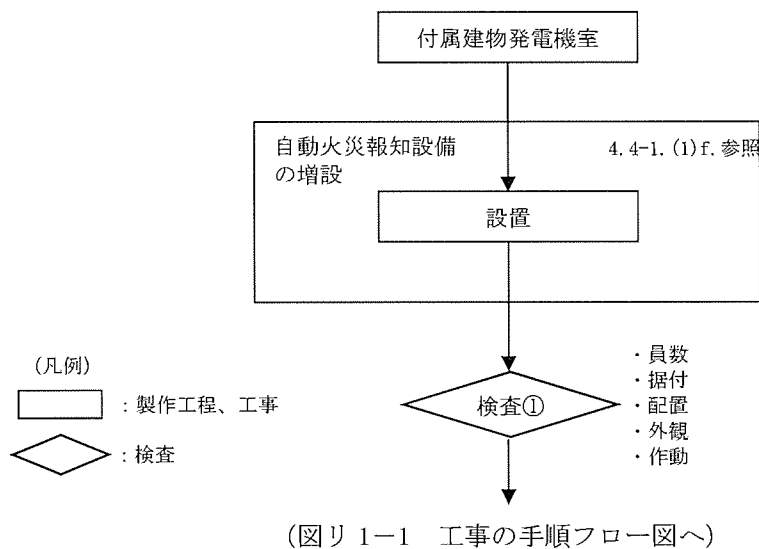 付属建物発電機室
自動火災報知設備
の増設
4.4-1.(1)f.参照
設置
検査①
・員数
・据付
・配置
・外観
・作動
(凡例)
：製作工程、工事
：検査
(図リ 1－1　工事の手順フロー図へ)